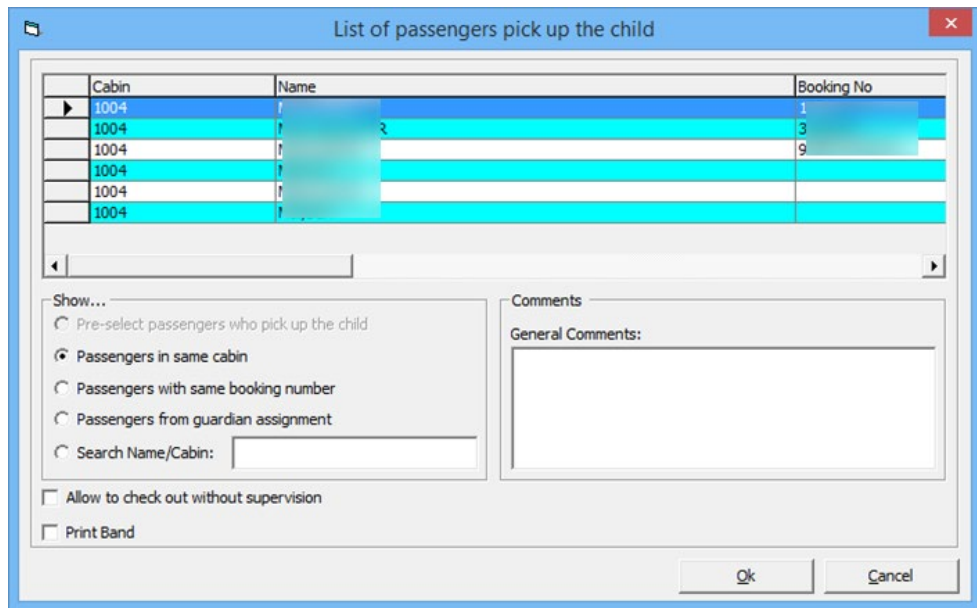 List of passengers pick up the child
Cabin Name Booking No
1004
1004
1004
1004
1004
1004
Show...
Pre-select passengers who pick up the child
Passengers in same cabin
Passengers with same booking number
Passengers from guardian assignment
Search Name/Cabin:
Comments
General Comments:
Allow to check out without supervision
Print Band
Ok Cancel